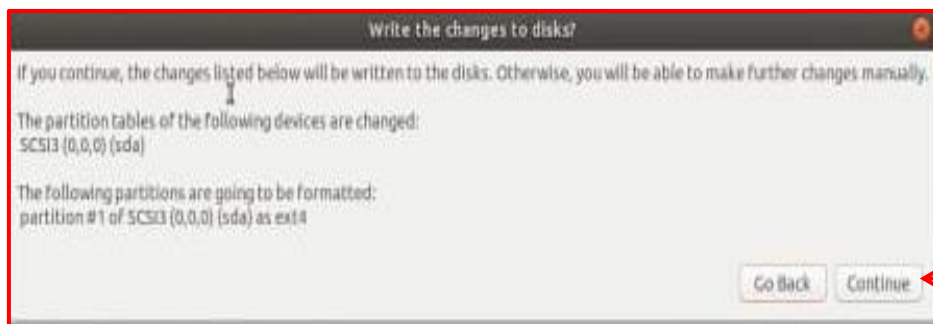 Write the changes to disks?
If you continue, the changes listed below will be written to the disks. Otherwise, you will be able to make further changes manually.
The partition tables of the following devices are changed:
SCSI3 (0,0,0) (sda)
The following partitions are going to be formatted:
partition #1 of SCSI3 (0,0,0) (sda) as ext4
Go Back Continue